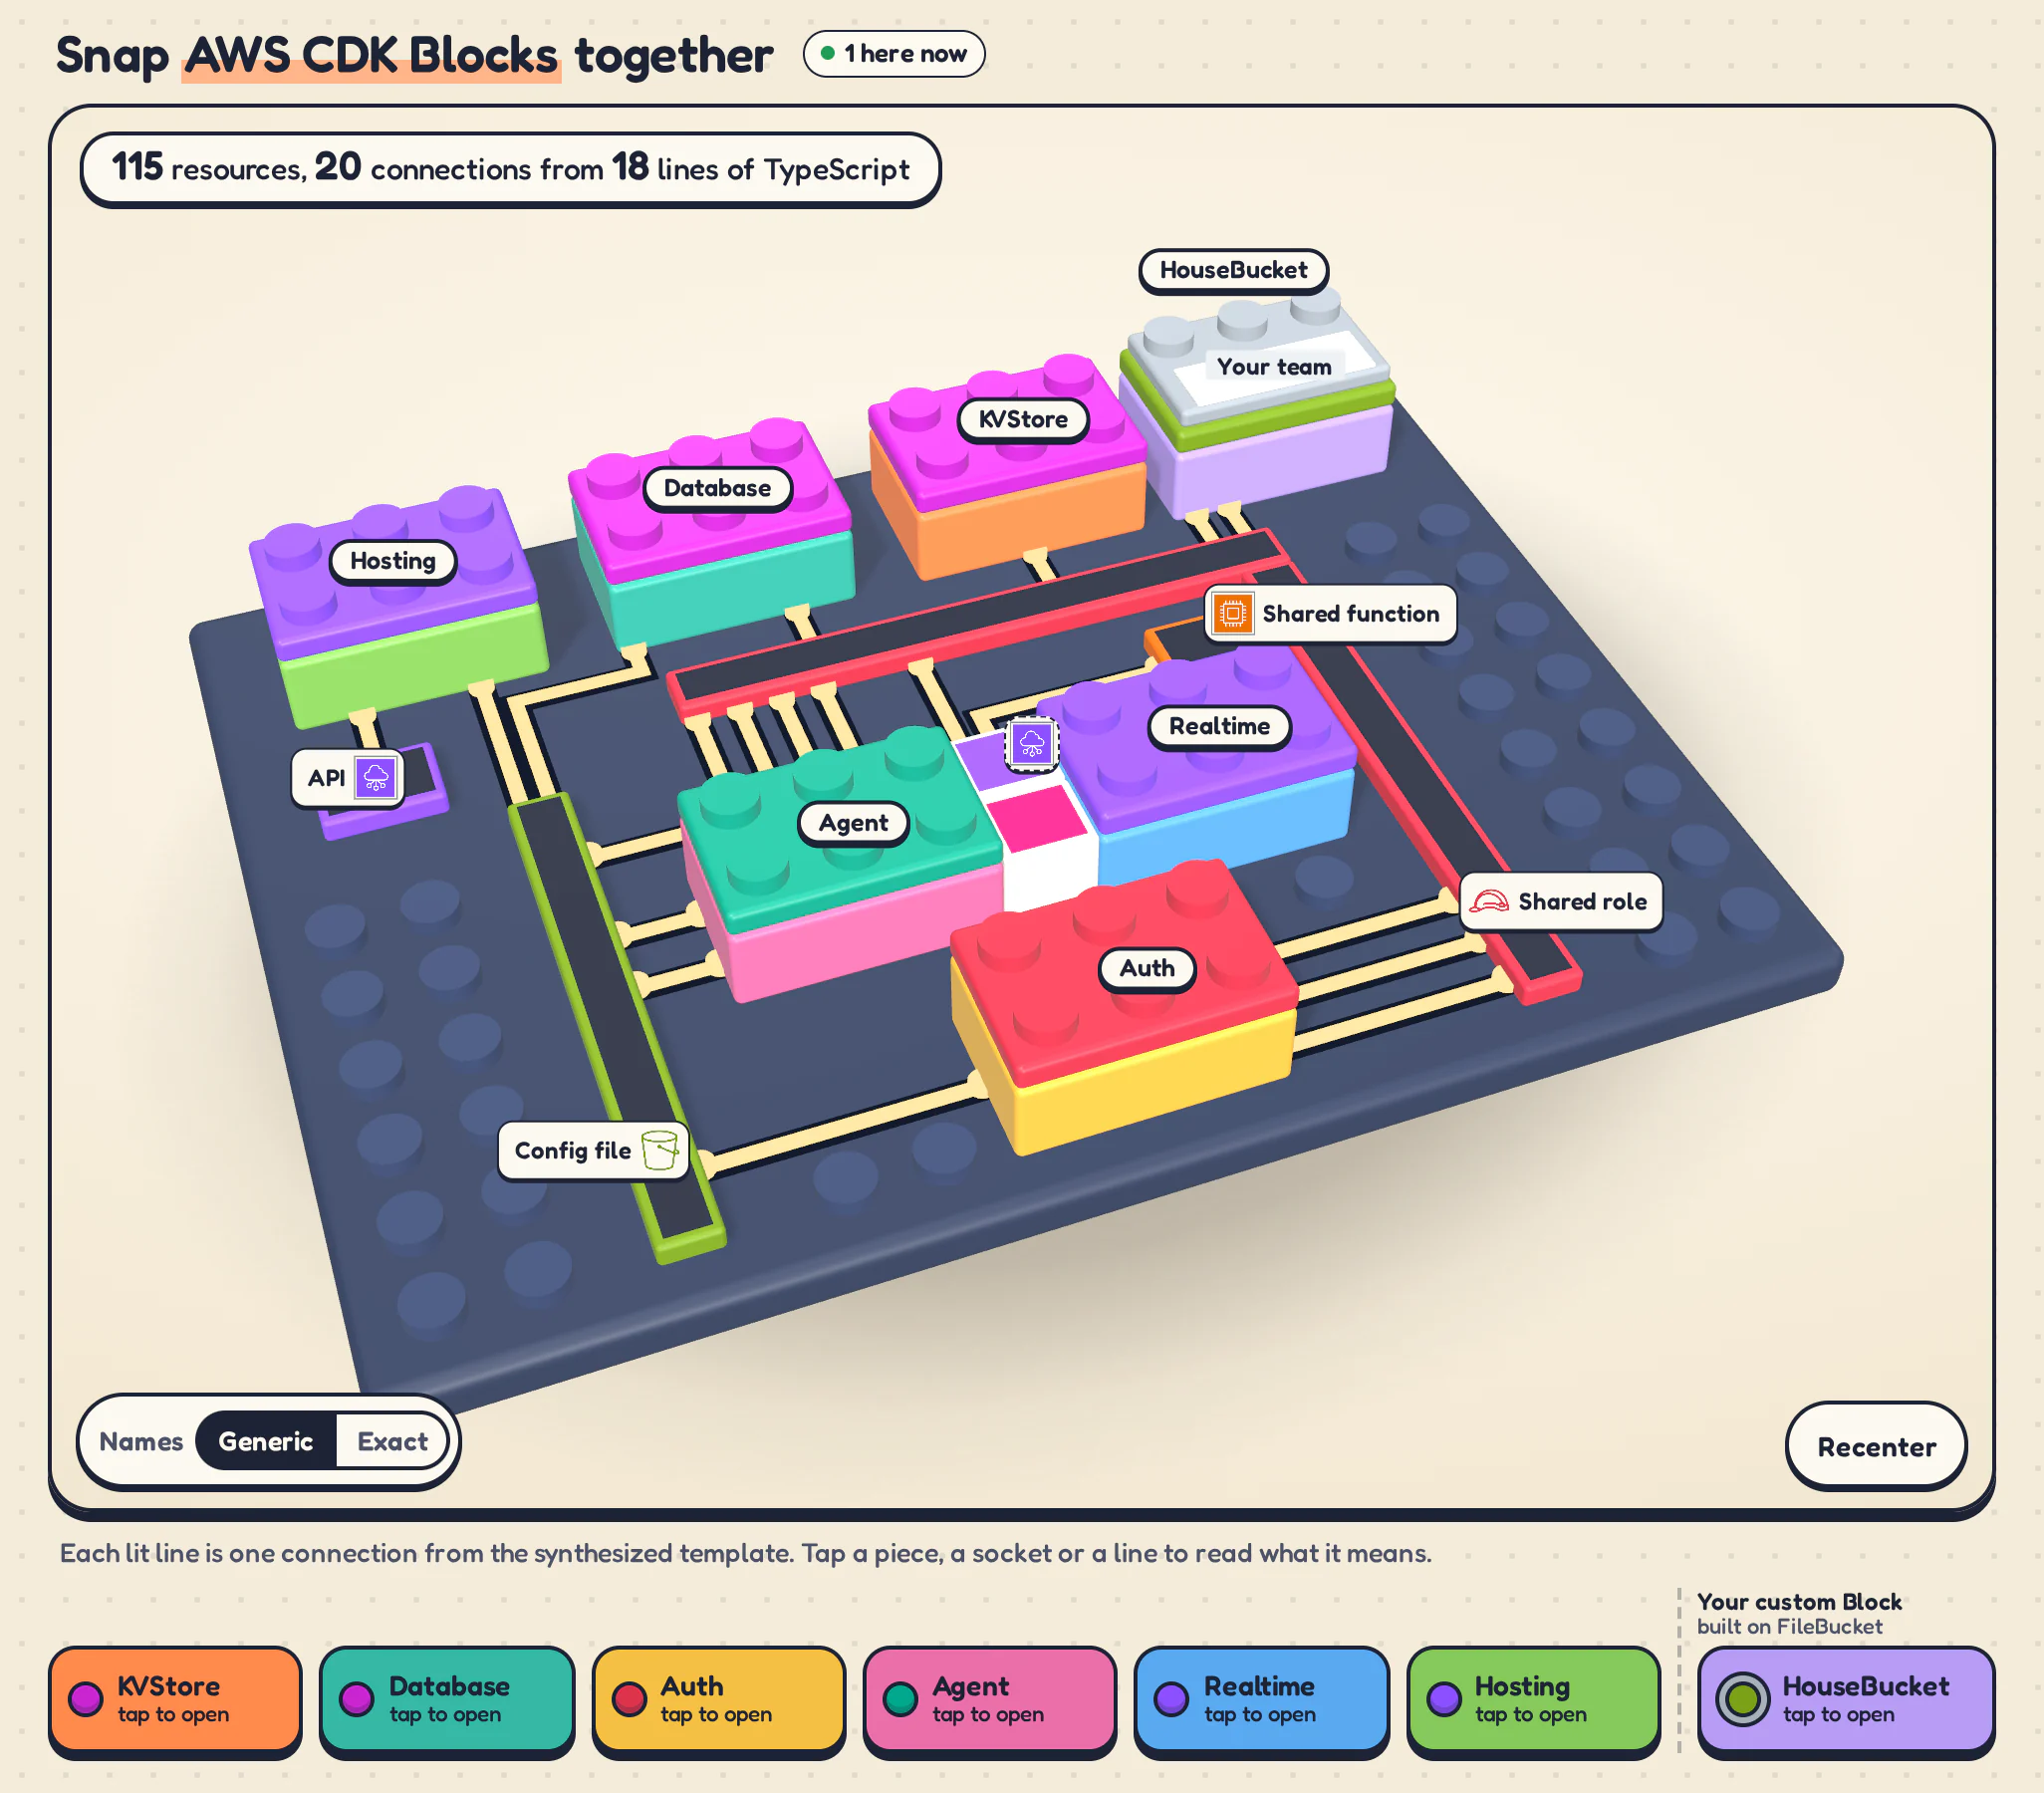 Snap AWS CDK Blocks together
1 here now
115 resources, 20 connections from 18 lines of TypeScript
HouseBucket
Your team
KVStore
Database
Hosting
Shared function
Realtime
API
Agent
Shared role
Auth
Config file
Names Generic Exact
Recenter
Each lit line is one connection from the synthesized template. Tap a piece, a socket or a line to read what it means.
Your custom Block
built on FileBucket
KVStore
tap to open
Database
tap to open
Auth
tap to open
Agent
tap to open
Realtime
tap to open
Hosting
tap to open
HouseBucket
tap to open